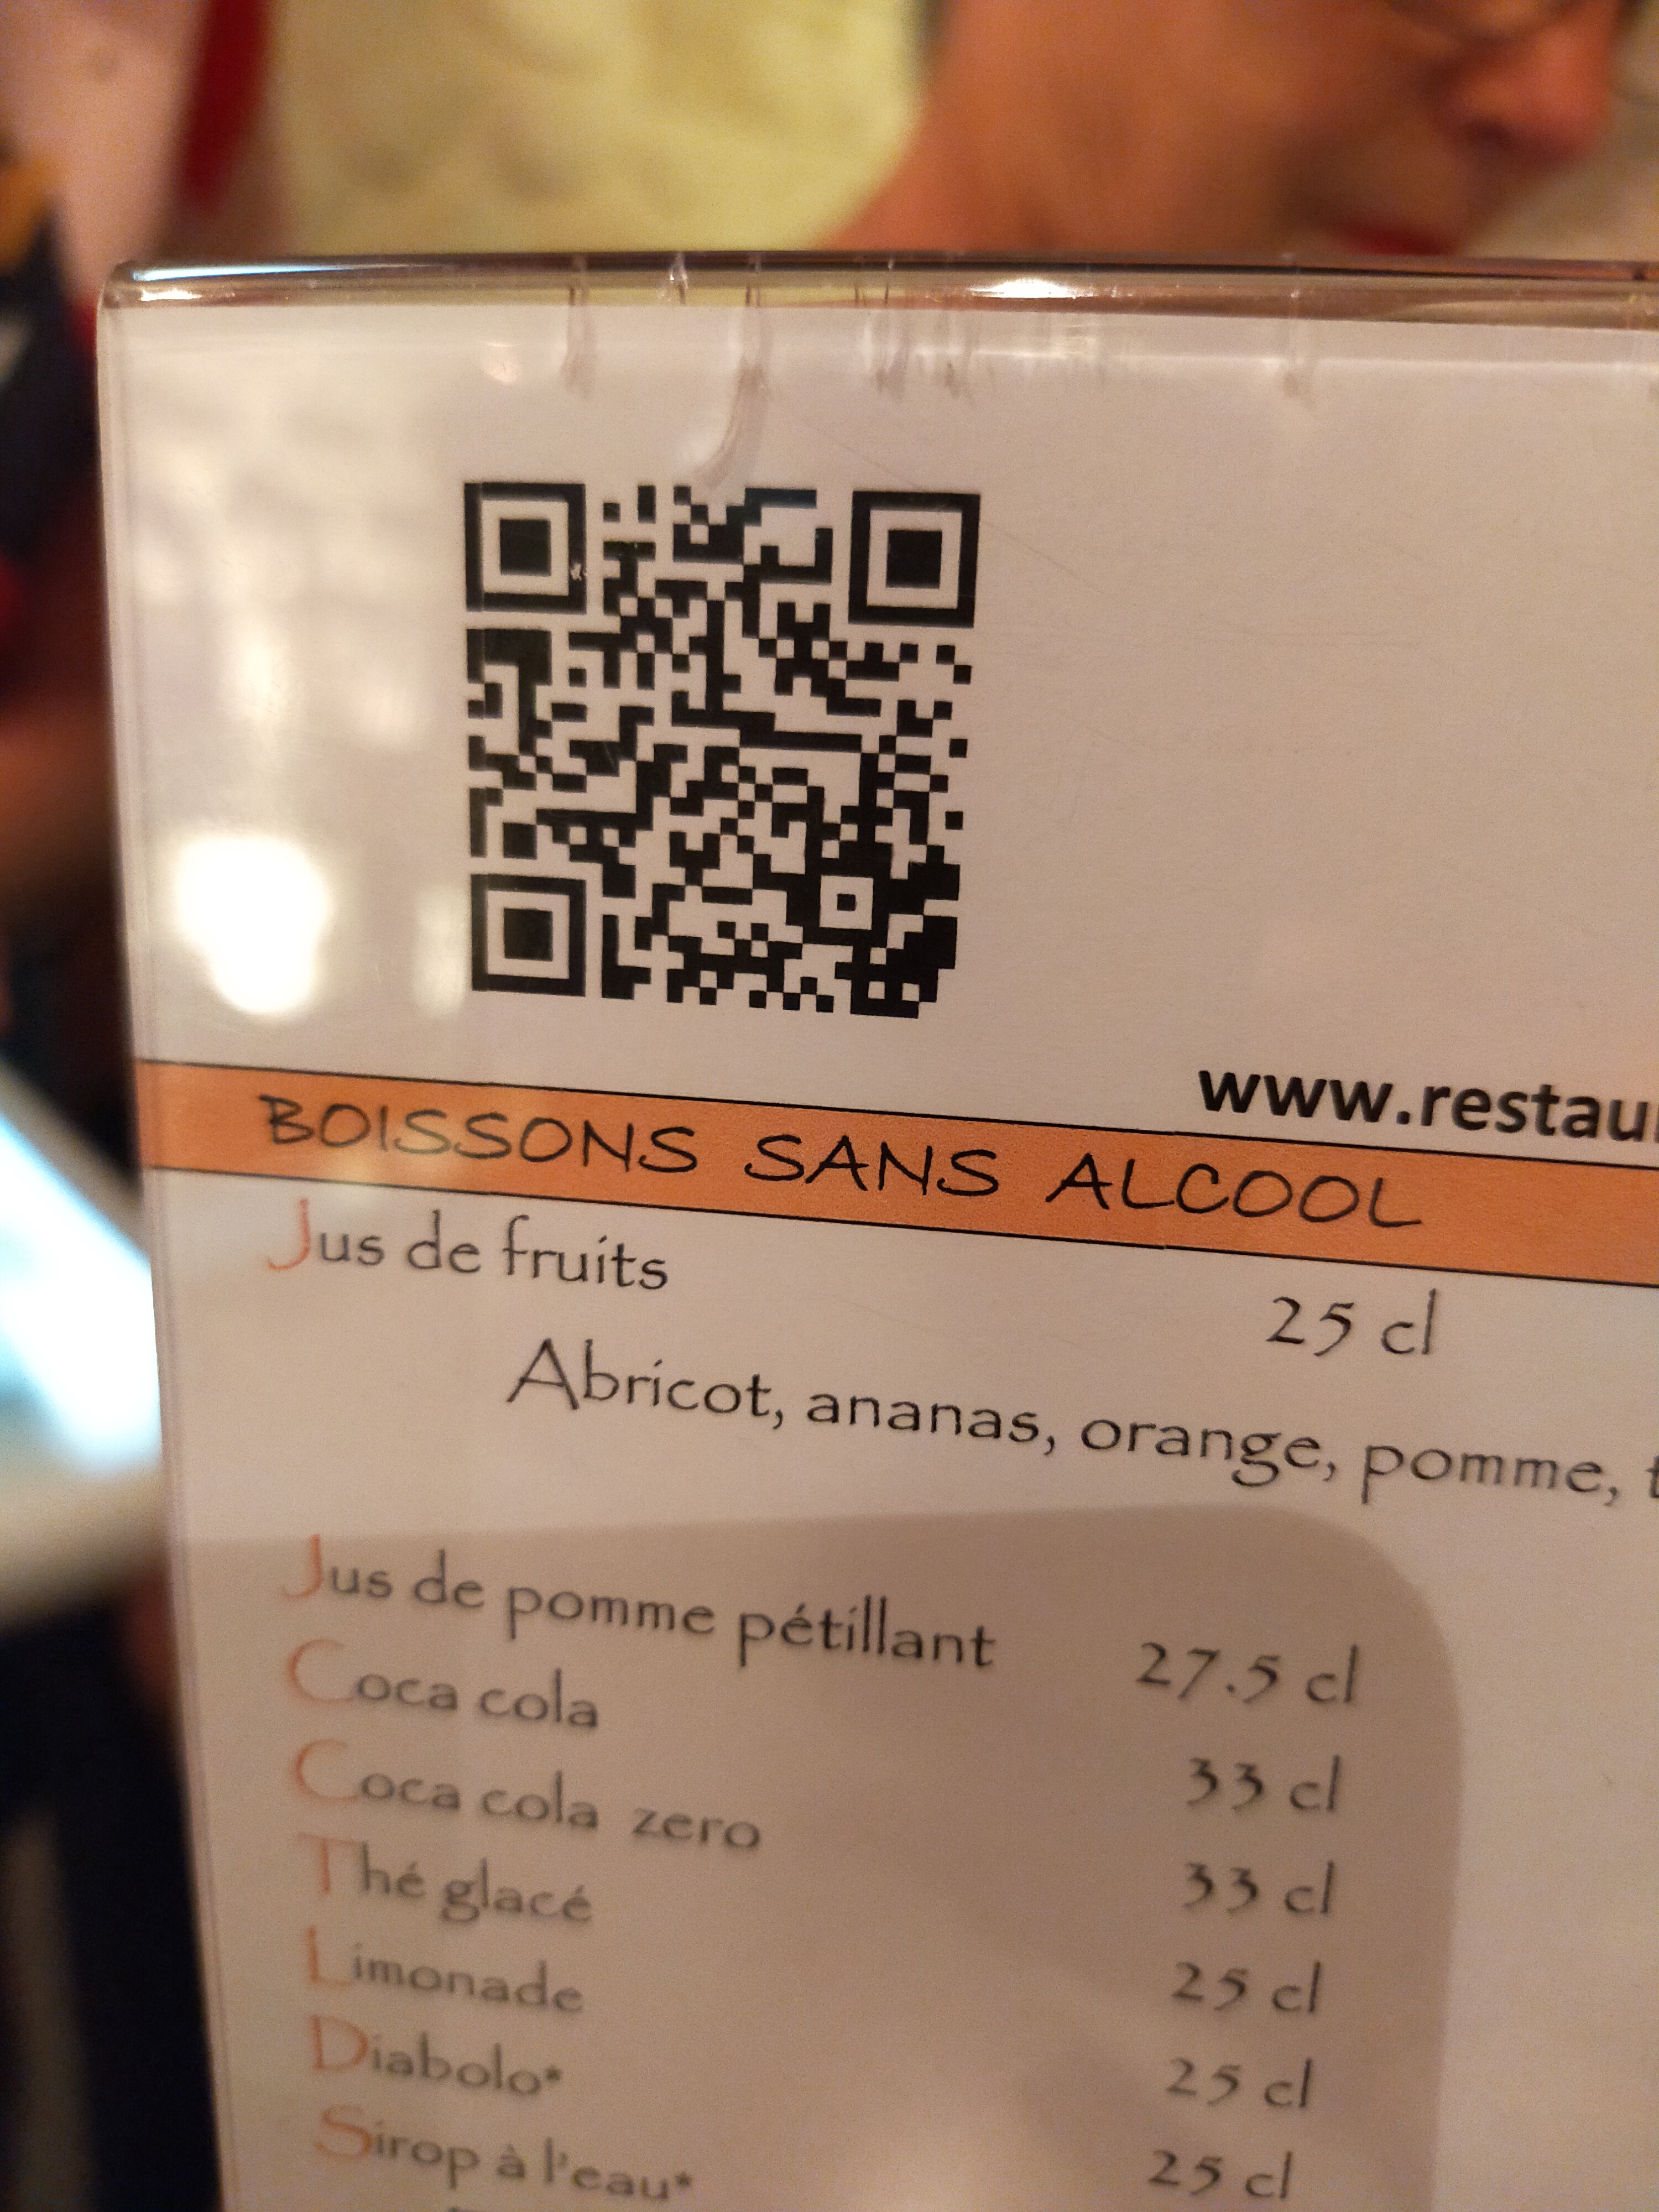 www.restau
BOISSONS SANS ALCOOL
Jus de fruits 25 cl
Abricot, ananas, orange, pomme,
Jus de pomme pétillant 27.5 cl
Coca cola 33 cl
Coca cola zero 33 cl
Thé glacé 25 cl
Limonade 25 cl
Diabolo* 25 cl
Sirop à l'eau*